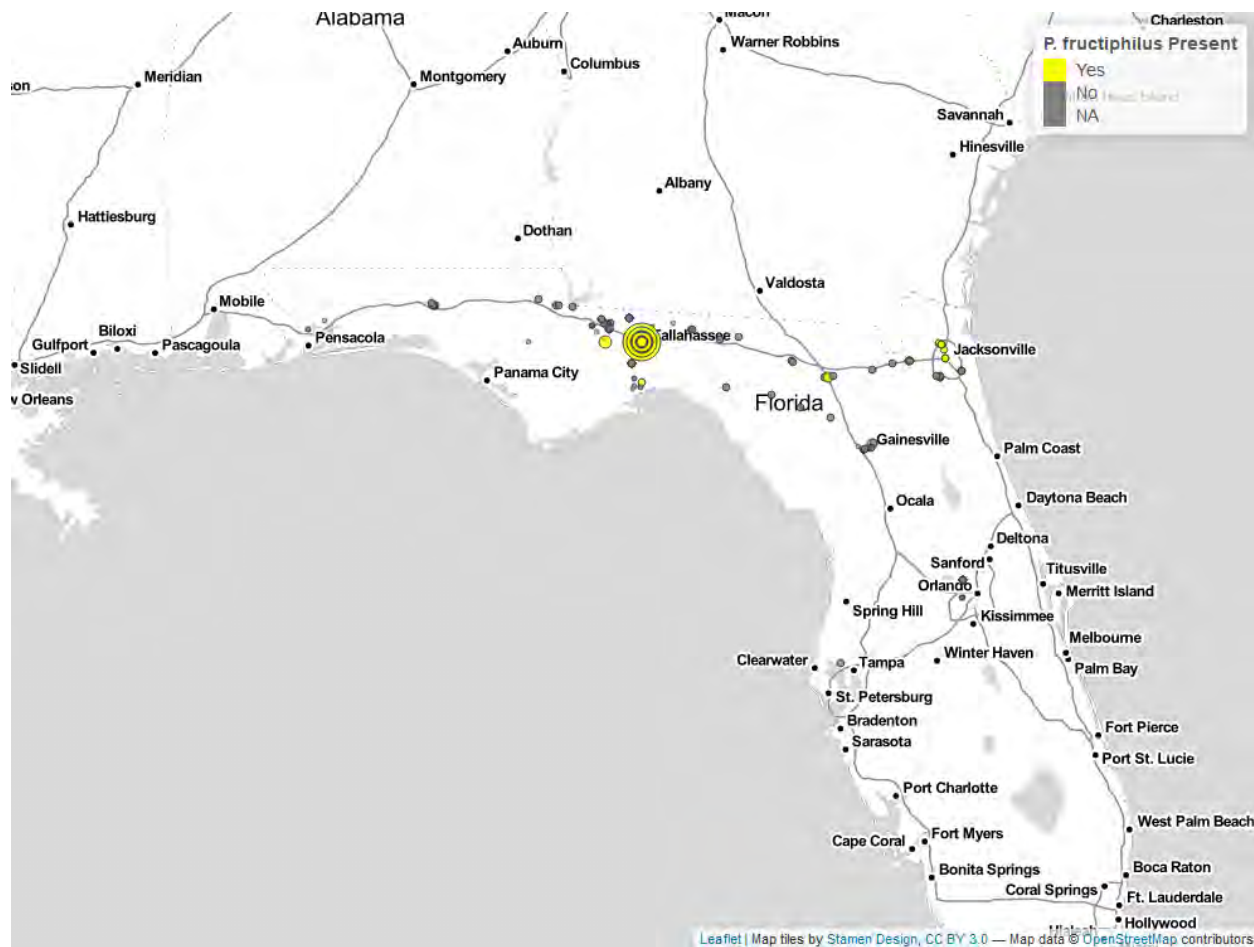 Alabama
Macon
Charleston
Auburn
Warner Robbins
P. fructiphilus Present
Yes
No
NA
Columbus
Meridian
Montgomery
son
Savannah
Hinesville
Albany
Hattiesburg
Dothan
Valdosta
Mobile
Biloxi
Gulfport
Pascagoula
Pensacola
Tallahassee
Jacksonville
Slidell
Panama City
w Orleans
Florida
Gainesville
Palm Coast
Ocala
Daytona Beach
Deltona
Sanford
Titusville
Orlando
Merritt Island
Spring Hill
Kissimmee
Melbourne
Clearwater
Tampa
Winter Haven
Palm Bay
St. Petersburg
Bradenton
Fort Pierce
Sarasota
Port St. Lucie
Port Charlotte
West Palm Beach
Cape Coral
Fort Myers
Bonita Springs
Boca Raton
Coral Springs
Ft. Lauderdale
Hollywood
Hialeah
Leaflet | Map tiles by Stamen Design, CC BY 3.0 — Map data © OpenStreetMap contributors